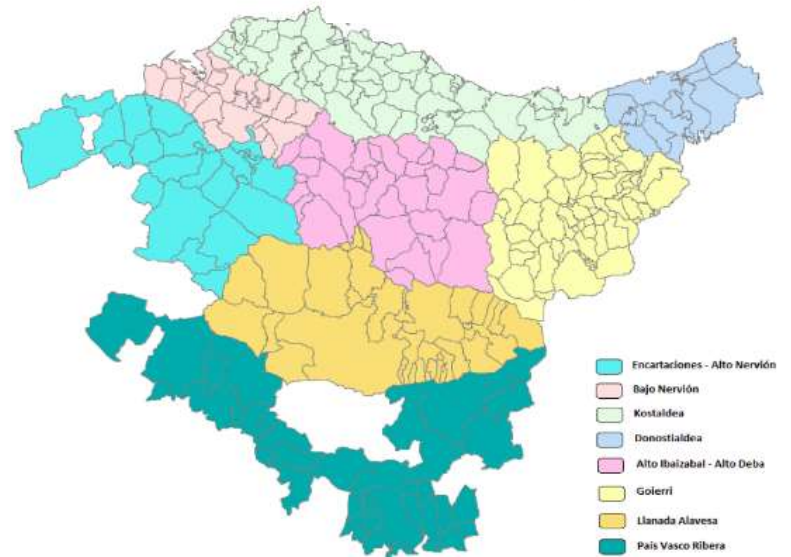 Encartaciones - Alto Nervión
Bajo Nervión
Kostaldea
Donostialdea
Alto Ibaizabal - Alto Deba
Goierri
Llanada Alavesa
País Vasco Ribera